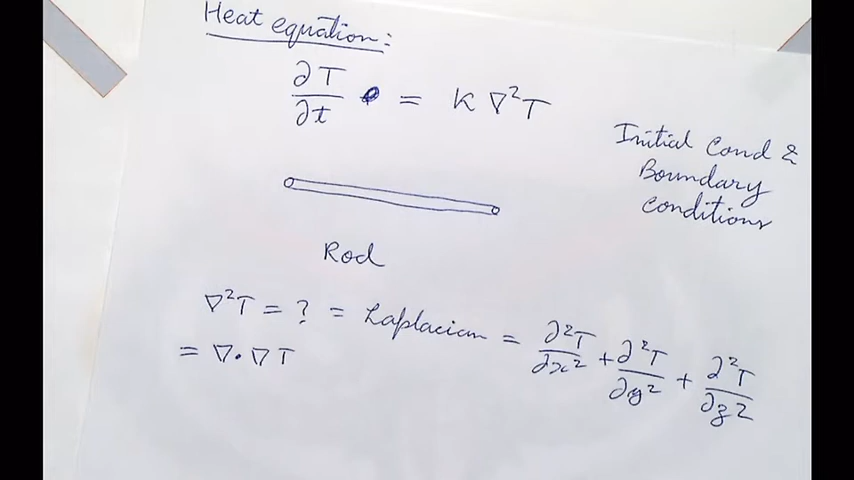 Heat equation:
∂T/∂t = K ∇²T
Initial Cond &
Boundary
conditions
Rod
∇²T = ? = Laplacian = ∂²T/∂x² + ∂²T/∂y² + ∂²T/∂z²
= ∇·∇T